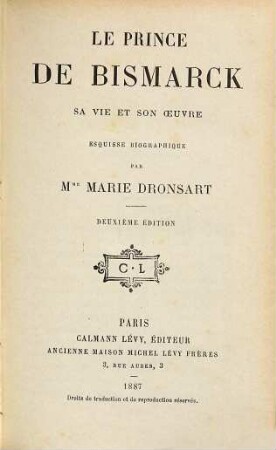 LE PRINCE
DE BISMARCK
SA VIE ET SON ŒUVRE
ESQUISSE BIOGRAPHIQUE
PAR
Mme MARIE DRONSART
DEUXIÈME ÉDITION
C·L
PARIS
CALMANN LÉVY, ÉDITEUR
ANCIENNE MAISON MICHEL LÉVY FRÈRES
3, RUE AUBER, 3
1887
Droits de traduction et de reproduction réservés.